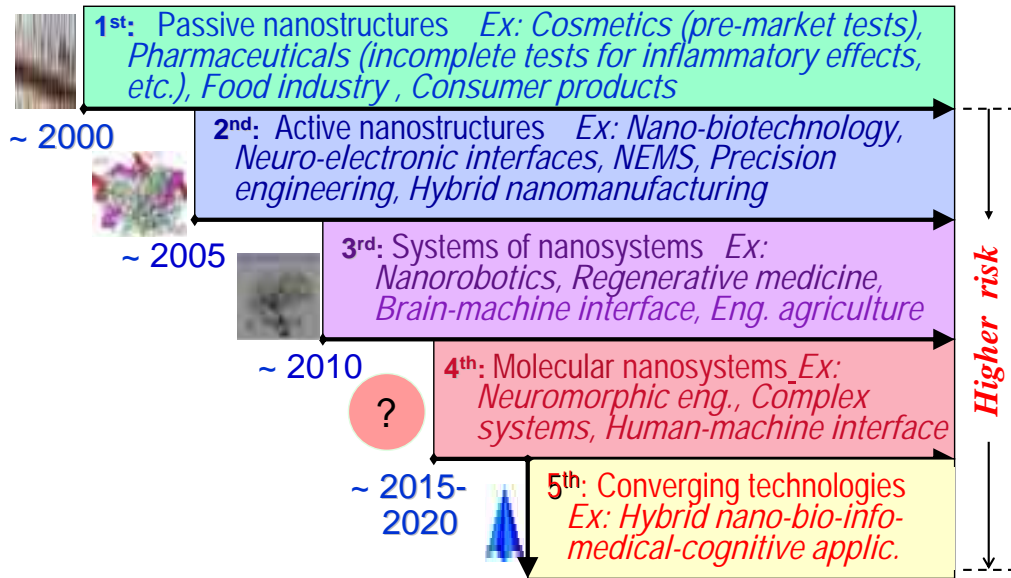 1st: Passive nanostructures Ex: Cosmetics (pre-market tests),
Pharmaceuticals (incomplete tests for inflammatory effects,
etc.), Food industry , Consumer products
~ 2000
2nd: Active nanostructures Ex: Nano-biotechnology,
Neuro-electronic interfaces, NEMS, Precision
engineering, Hybrid nanomanufacturing
~ 2005
3rd: Systems of nanosystems Ex:
Nanorobotics, Regenerative medicine,
Brain-machine interface, Eng. agriculture
~ 2010
4th: Molecular nanosystems Ex:
Neuromorphic eng., Complex
systems, Human-machine interface
?
~ 2015-
2020
5th: Converging technologies
Ex: Hybrid nano-bio-info-
medical-cognitive applic.
Higher risk